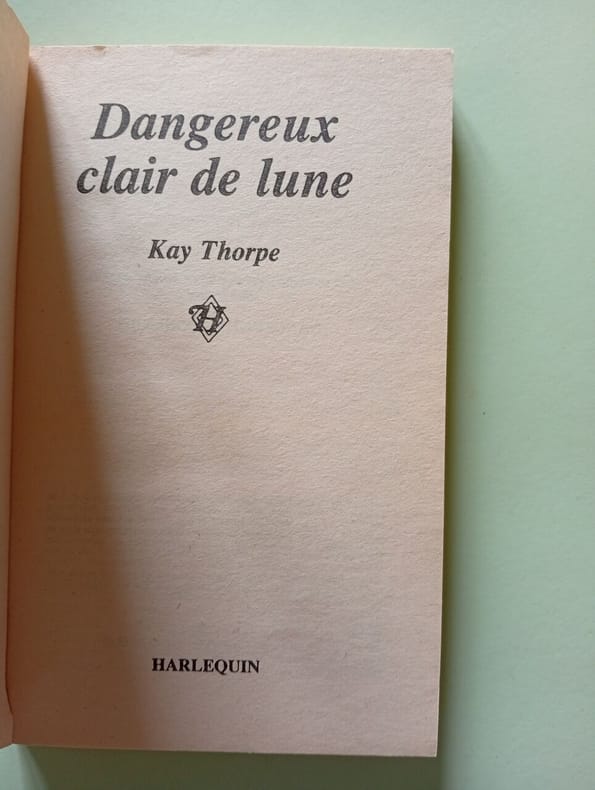 Dangereux
clair de lune
Kay Thorpe
H
HARLEQUIN